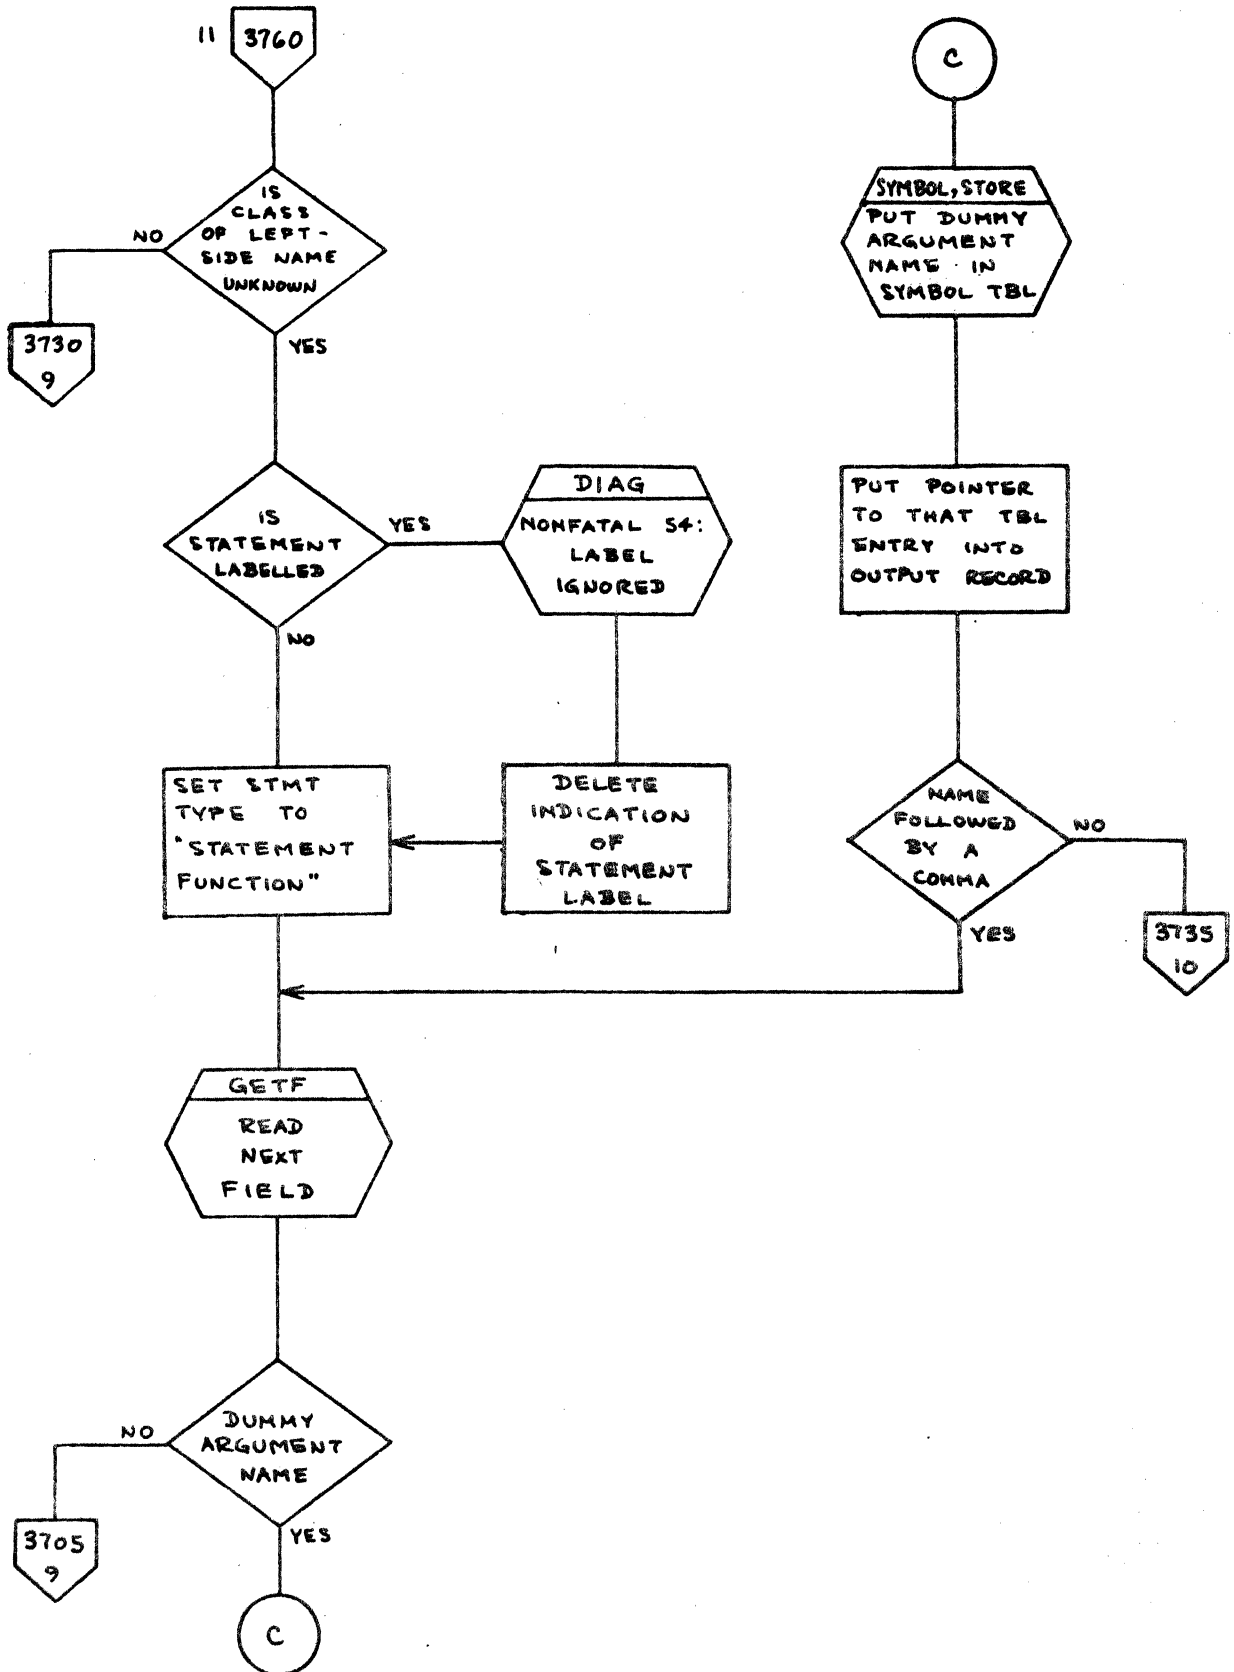 11
3760
IS
CLASS
OF LEFT-
SIDE NAME
UNKNOWN
NO
3730
9
YES
IS
STATEMENT
LABELLED
YES
DIAG
NONFATAL 54:
LABEL
IGNORED
NO
SET STMT
TYPE TO
"STATEMENT
FUNCTION"
DELETE
INDICATION
OF
STATEMENT
LABEL
GETF
READ
NEXT
FIELD
DUMMY
ARGUMENT
NAME
NO
3705
9
YES
C
C
SYMBOL, STORE
PUT DUMMY
ARGUMENT
NAME IN
SYMBOL TBL
PUT POINTER
TO THAT TBL
ENTRY INTO
OUTPUT RECORD
NAME
FOLLOWED
BY A
COMMA
NO
3735
10
YES